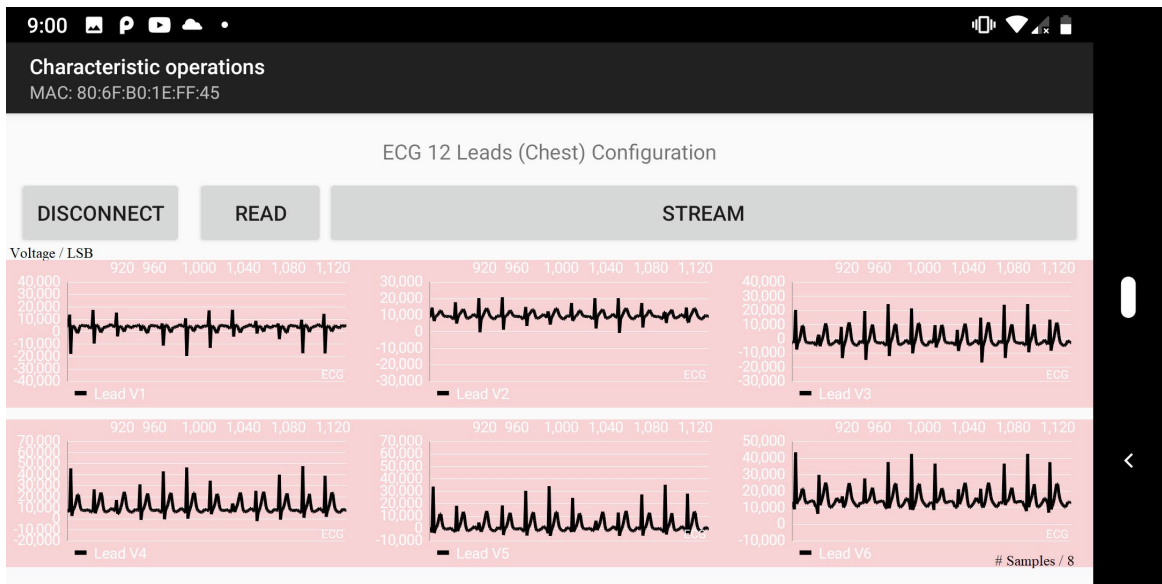 9:00
Characteristic operations
MAC: 80:6F:B0:1E:FF:45
ECG 12 Leads (Chest) Configuration
DISCONNECT READ STREAM
Voltage / LSB
920 960 1,000 1,040 1,080 1,120
40,000
30,000
20,000
10,000
0
-10,000
-20,000
-30,000
-40,000
ECG
Lead V1
920 960 1,000 1,040 1,080 1,120
30,000
20,000
10,000
0
-10,000
-20,000
-30,000
ECG
Lead V2
920 960 1,000 1,040 1,080 1,120
40,000
30,000
20,000
10,000
0
-10,000
-20,000
-30,000
ECG
Lead V3
920 960 1,000 1,040 1,080 1,120
70,000
60,000
50,000
40,000
30,000
20,000
10,000
0
-10,000
-20,000
ECG
Lead V4
920 960 1,000 1,040 1,080 1,120
70,000
60,000
50,000
40,000
30,000
20,000
10,000
0
-10,000
ECG
Lead V5
920 960 1,000 1,040 1,080 1,120
50,000
40,000
30,000
20,000
10,000
0
-10,000
ECG
Lead V6
# Samples / 8